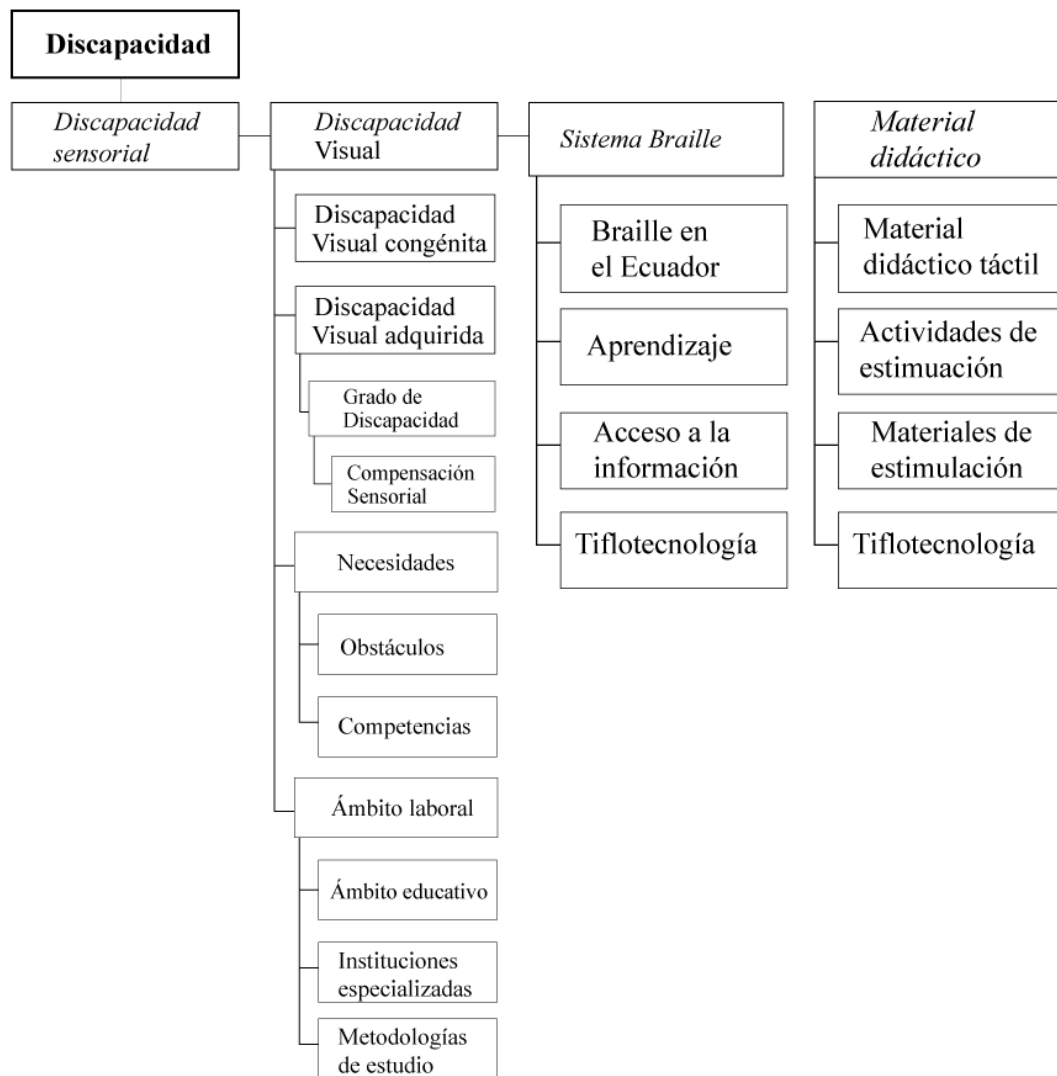 Discapacidad
Discapacidad
sensorial
Discapacidad
Visual
Discapacidad
Visual congénita
Discapacidad
Visual adquirida
Grado de
Discapacidad
Compensación
Sensorial
Necesidades
Obstáculos
Competencias
Ámbito laboral
Ámbito educativo
Instituciones
especializadas
Metodologías
de estudio
Sistema Braille
Braille en
el Ecuador
Aprendizaje
Acceso a la
información
Tiflotecnología
Material
didáctico
Material
didáctico táctil
Actividades de
estimuación
Materiales de
estimulación
Tiflotecnología